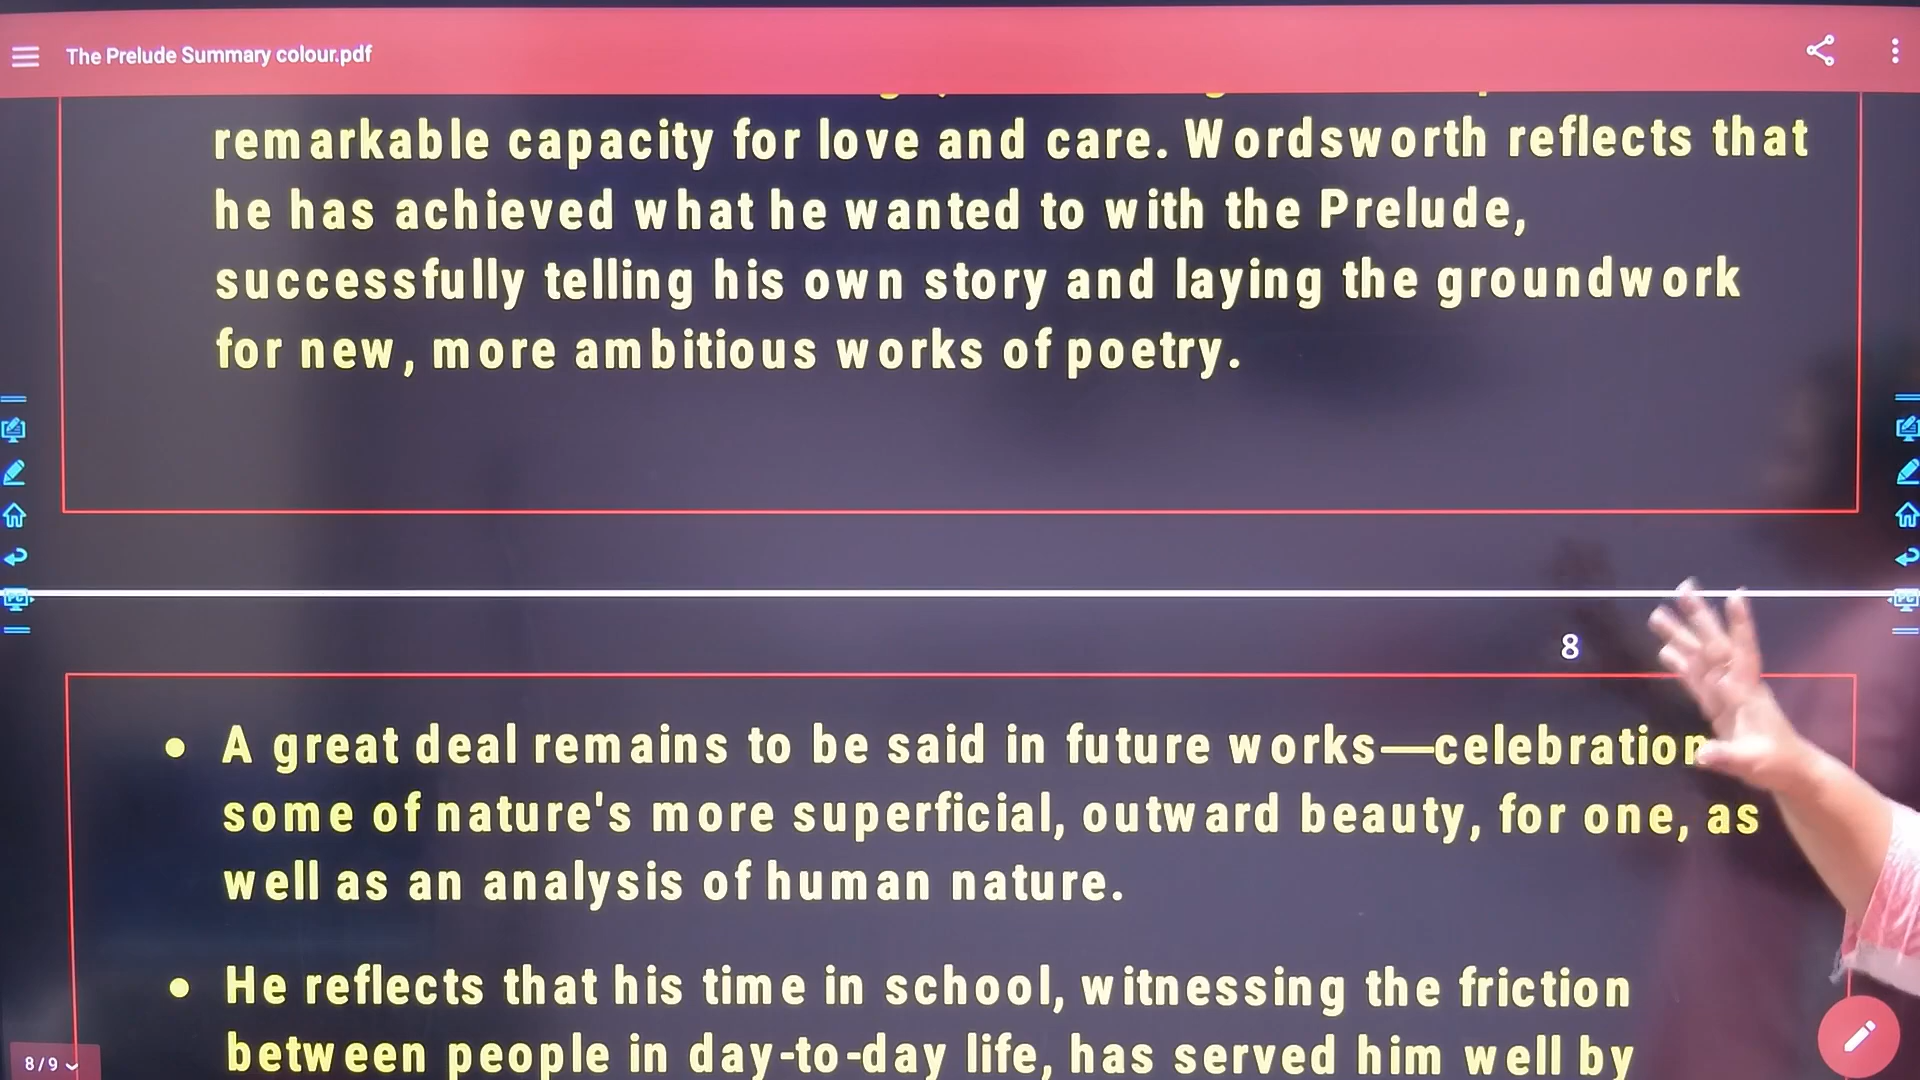 The Prelude Summary colour.pdf
remarkable capacity for love and care. Wordsworth reflects that
he has achieved what he wanted to with the Prelude,
successfully telling his own story and laying the groundwork
for new, more ambitious works of poetry.
8
• A great deal remains to be said in future works—celebration
some of nature's more superficial, outward beauty, for one, as
well as an analysis of human nature.
• He reflects that his time in school, witnessing the friction
between people in day-to-day life, has served him well by
8/9